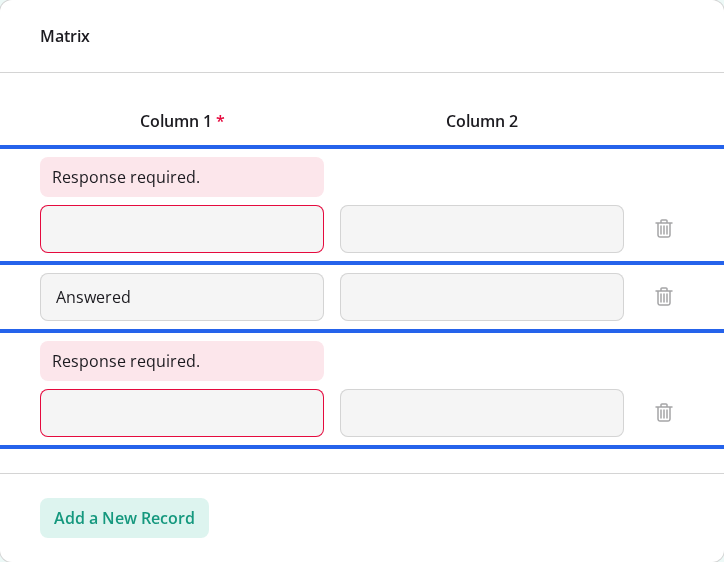 Matrix
Column 1 * Column 2
Response required.
Answered
Response required.
Add a New Record